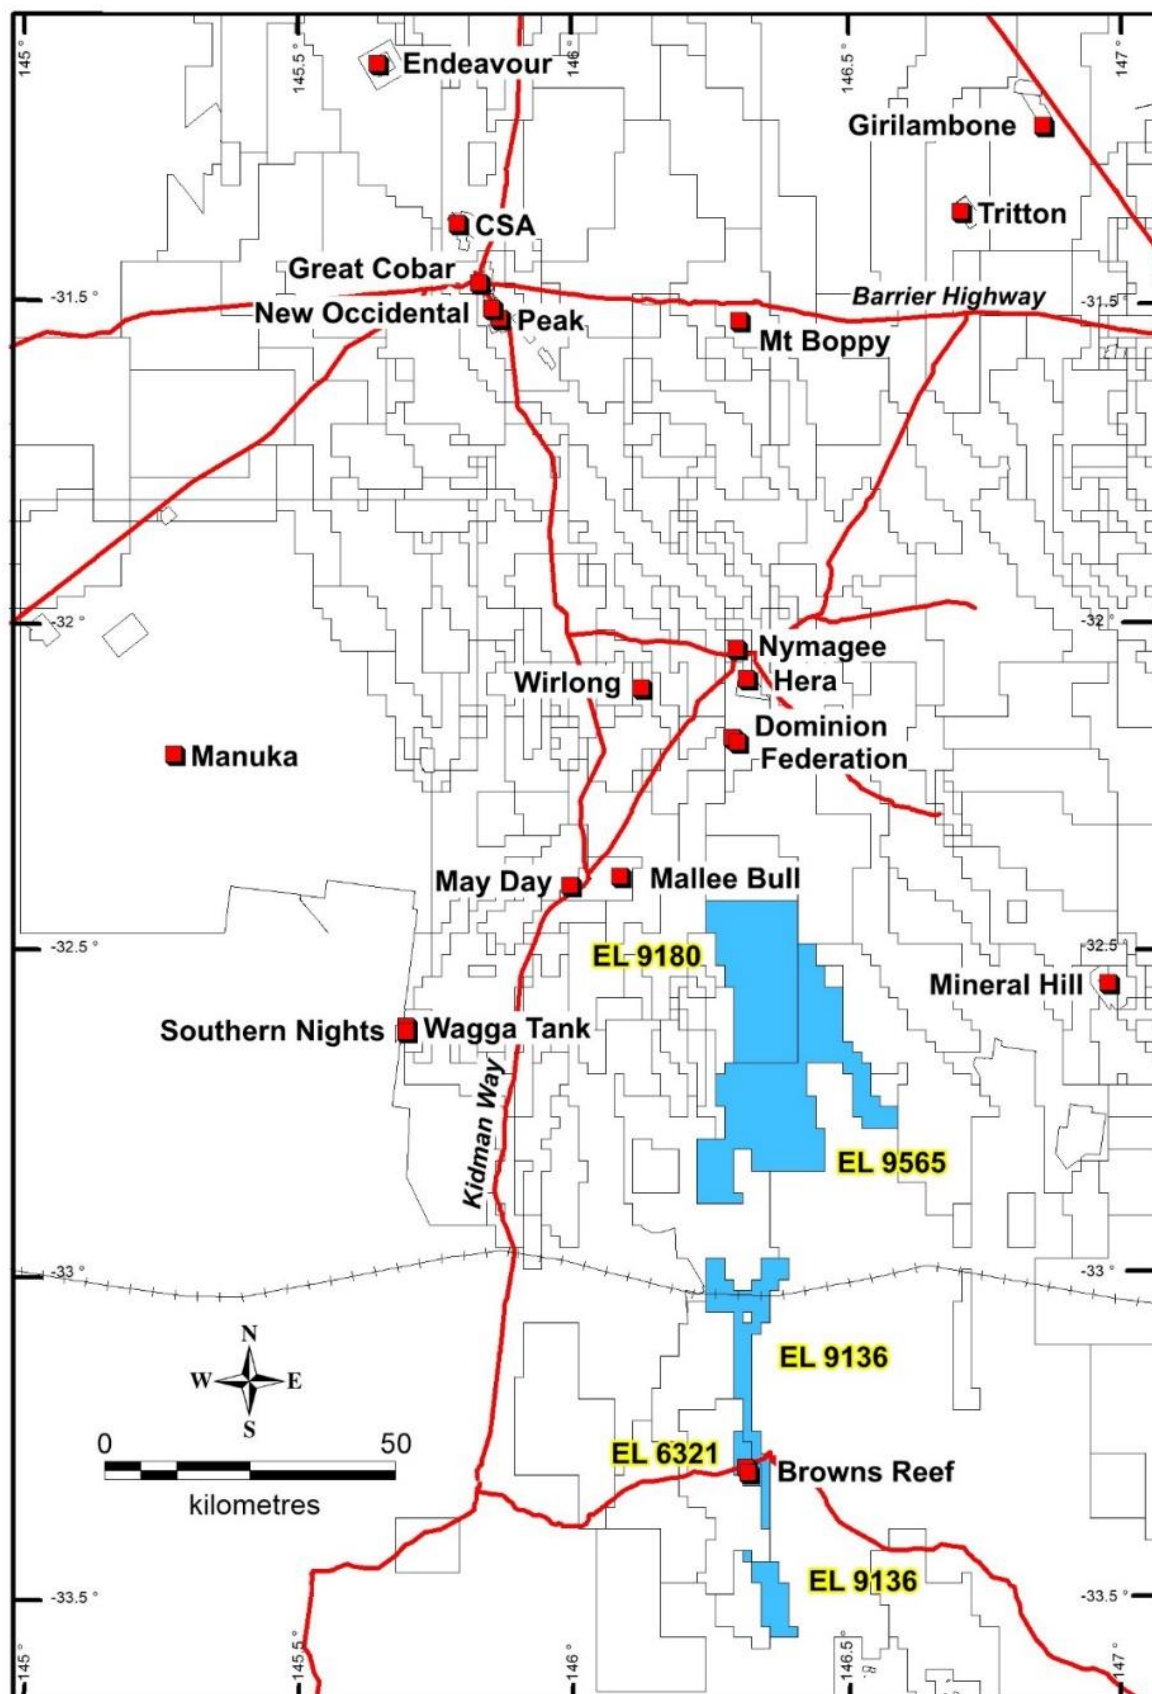 145°
145.5°
146°
146.5°
147°
Endeavour
Girilambone
Tritton
CSA
Great Cobar
-31.5°
Barrier Highway
-31.5°
New Occidental
Peak
Mt Boppy
-32°
-32°
Nymagee
Wirlong
Hera
Dominion
Manuka
Federation
May Day
Mallee Bull
-32.5°
EL 9180
-32.5°
Mineral Hill
Southern Nights
Wagga Tank
Kidman Way
EL 9565
-33°
-33°
N
W
E
S
EL 9136
0
50
kilometres
EL 6321
Browns Reef
EL 9136
-33.5°
-33.5°
145°
145.5°
146°
146.5°
147°